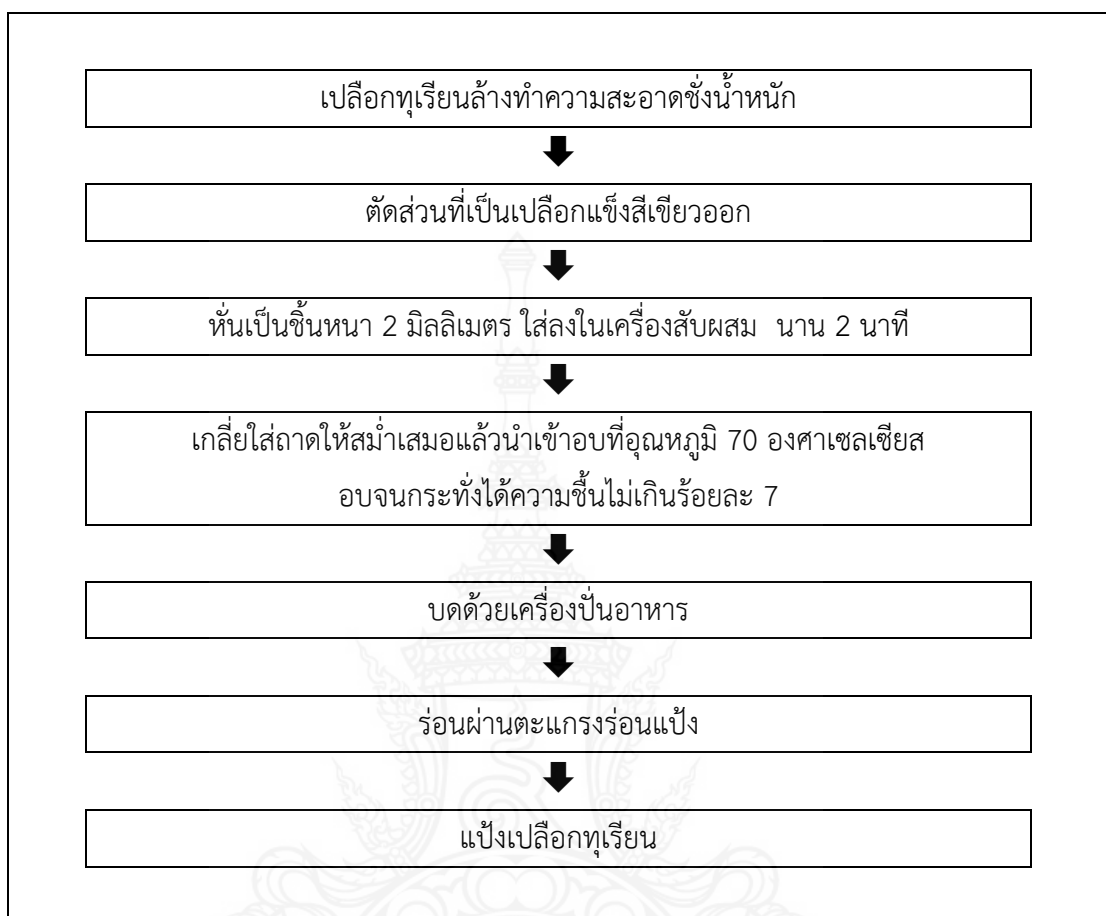 เปลือกทุเรียนล้างทำความสะอาดชั่งน้ำหนัก
ตัดส่วนที่เป็นเปลือกแข็งสีเขียวออก
หั่นเป็นชิ้นหนา 2 มิลลิเมตร ใส่ลงในเครื่องสับผสม นาน 2 นาที
เกลี่ยใส่ถาดให้สม่ำเสมอแล้วนำเข้าอบที่อุณหภูมิ 70 องศาเซลเซียส
อบจนกระทั่งได้ความชื้นไม่เกินร้อยละ 7
บดด้วยเครื่องปั่นอาหาร
ร่อนผ่านตะแกรงร่อนแป้ง
แป้งเปลือกทุเรียน